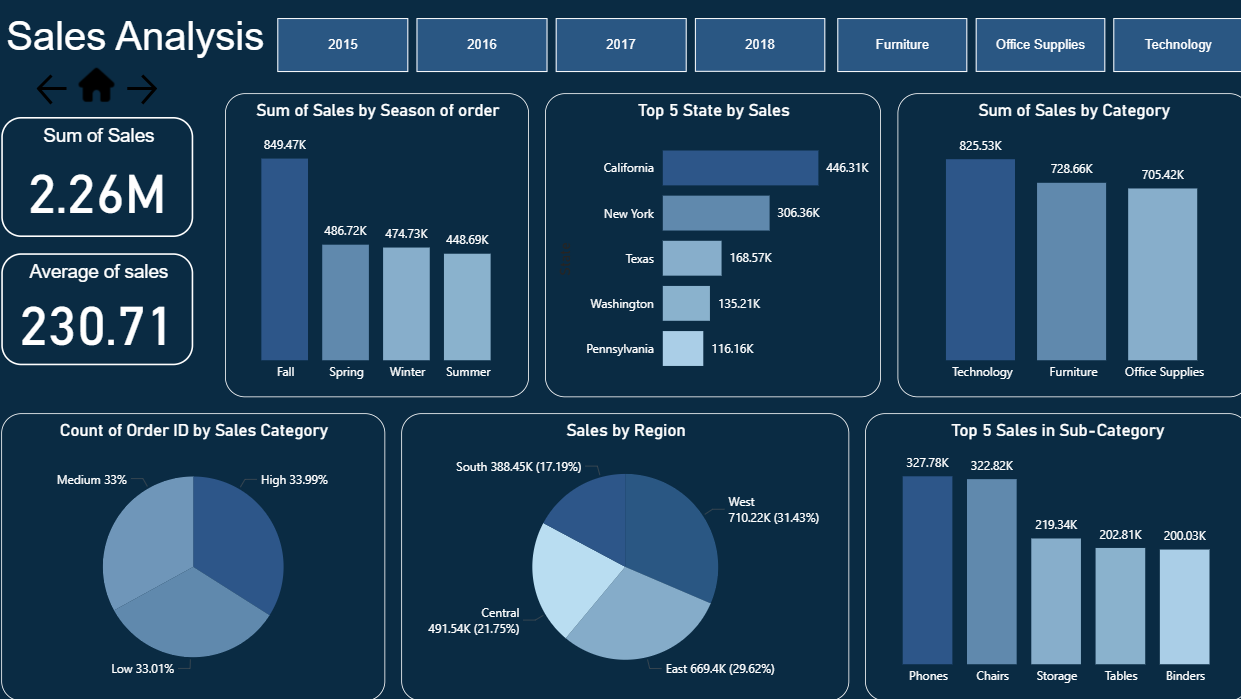 Sales Analysis
2015
2016
2017
2018
Furniture
Office Supplies
Technology
Sum of Sales
2.26M
Average of sales
230.71
Sum of Sales by Season of order
849.47K
486.72K
474.73K
448.69K
Fall
Spring
Winter
Summer
Top 5 State by Sales
California
446.31K
New York
306.36K
Texas
168.57K
Washington
135.21K
Pennsylvania
116.16K
Sum of Sales by Category
825.53K
728.66K
705.42K
Technology
Furniture
Office Supplies
Count of Order ID by Sales Category
Medium 33%
High 33.99%
Low 33.01%
Sales by Region
South 388.45K (17.19%)
West
710.22K (31.43%)
Central
491.54K (21.75%)
East 669.4K (29.62%)
Top 5 Sales in Sub-Category
327.78K
322.82K
219.34K
202.81K
200.03K
Phones
Chairs
Storage
Tables
Binders